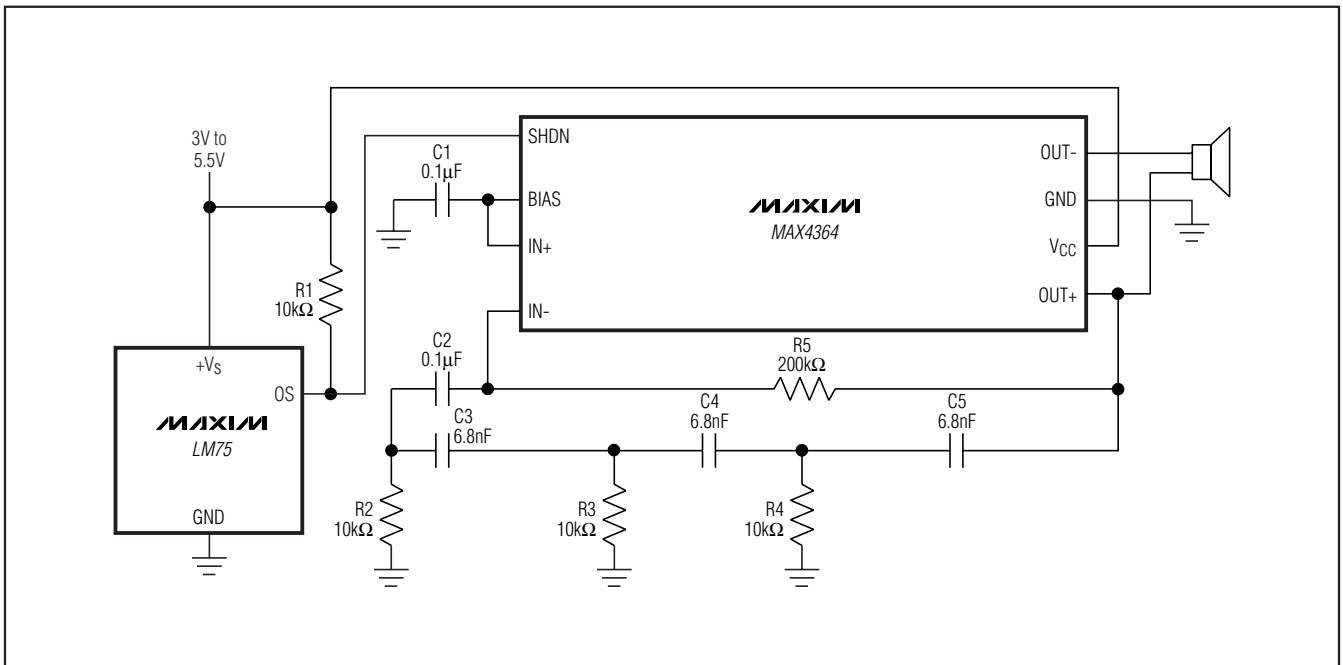 3V to
5.5V
R1
10kΩ
+VS
OS
MAXIM
LM75
GND
C1
0.1μF
SHDN
BIAS
IN+
IN-
MAXIM
MAX4364
OUT-
GND
VCC
OUT+
C2
0.1μF
R5
200kΩ
C3
6.8nF
C4
6.8nF
C5
6.8nF
R2
10kΩ
R3
10kΩ
R4
10kΩ